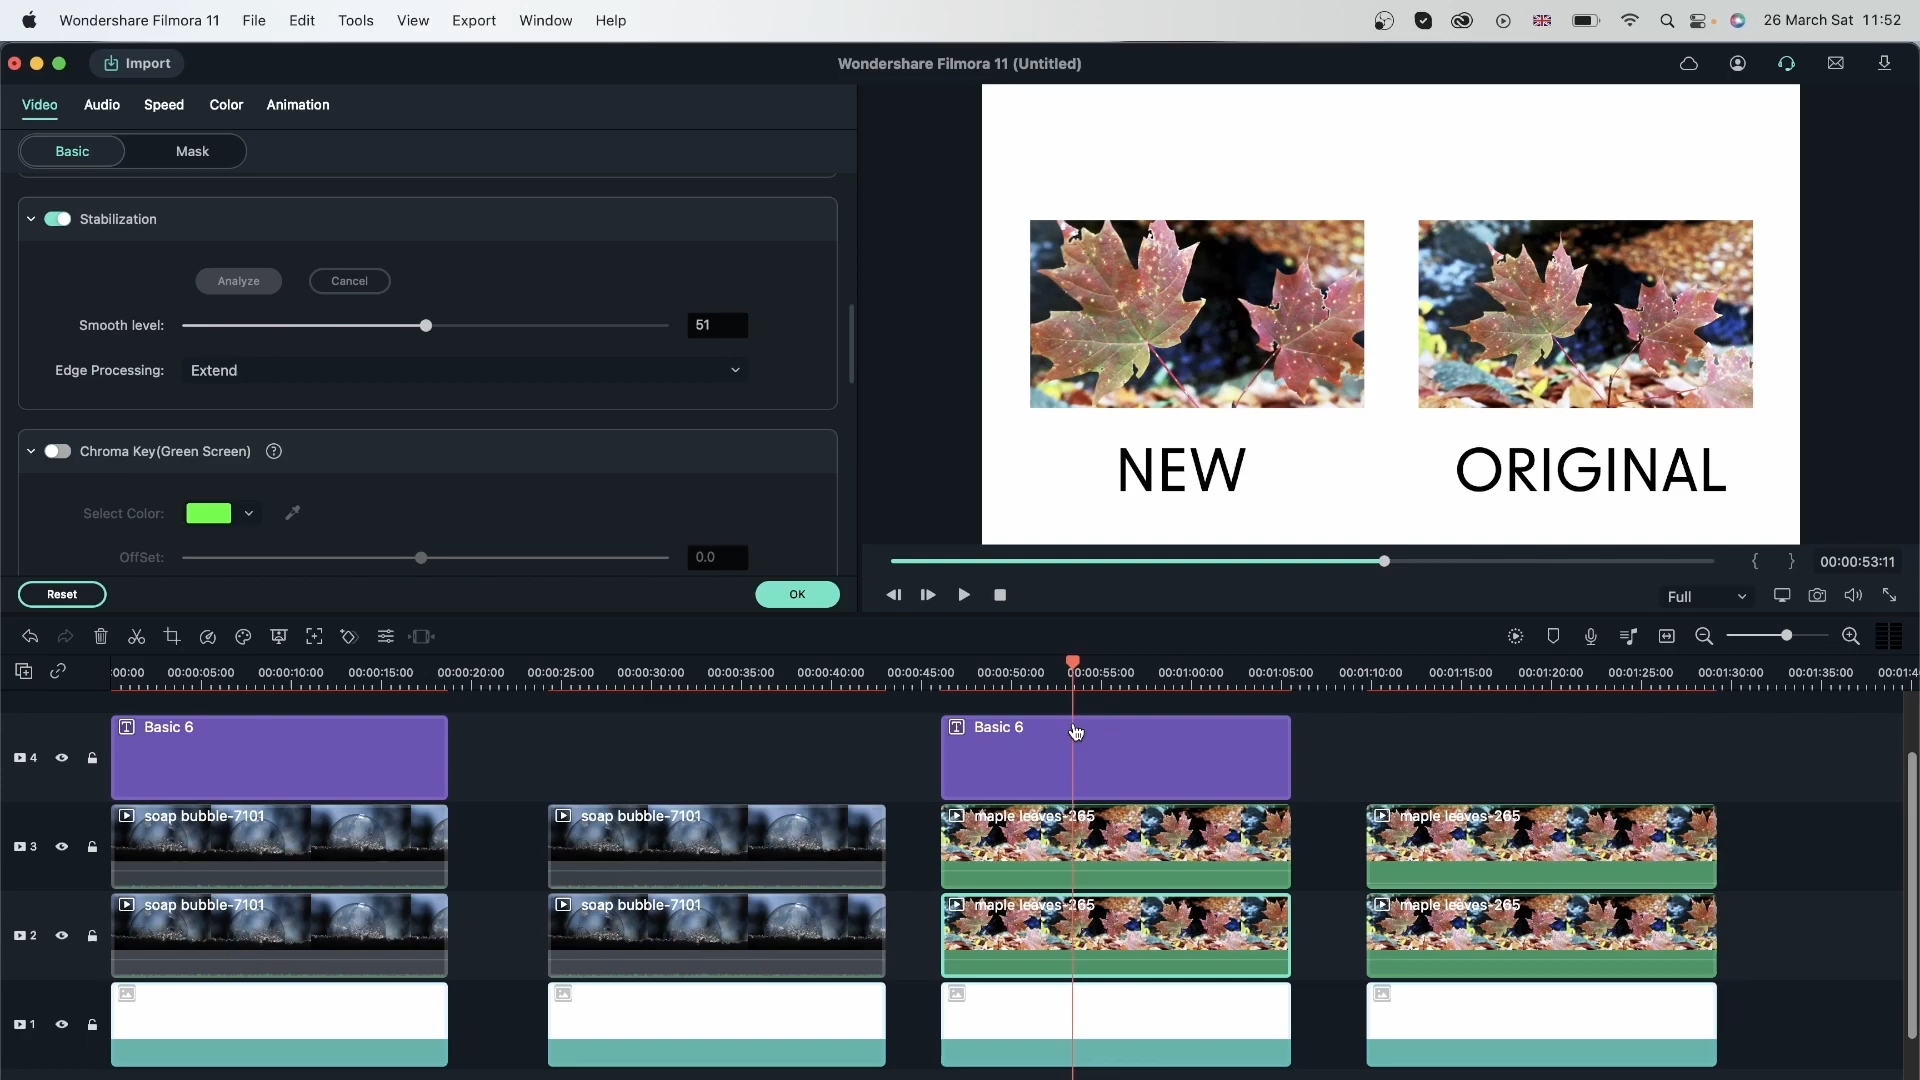 Wondershare Filmora 11 File Edit Tools View Export Window Help 26 March Sat 11:52
Import Wondershare Filmora 11 (Untitled)
Video Audio Speed Color Animation
Basic Mask
Stabilization
Analyze Cancel
Smooth level: 51
Edge Processing: Extend
Chroma Key(Green Screen) ?
Select Color:
OffSet: 0.0
Reset OK
NEW ORIGINAL
00:00:53:11
Full
:00:00 00:00:05:00 00:00:10:00 00:00:15:00 00:00:20:00 00:00:25:00 00:00:30:00 00:00:35:00 00:00:40:00 00:00:45:00 00:00:50:00 00:00:55:00 00:01:00:00 00:01:05:00 00:01:10:00 00:01:15:00 00:01:20:00 00:01:25:00 00:01:30:00 00:01:35:00 00:01:4
4 Basic 6 Basic 6
3 soap bubble-7101 soap bubble-7101 maple leaves-265 maple leaves-265
2 soap bubble-7101 soap bubble-7101 maple leaves-265 maple leaves-265
1